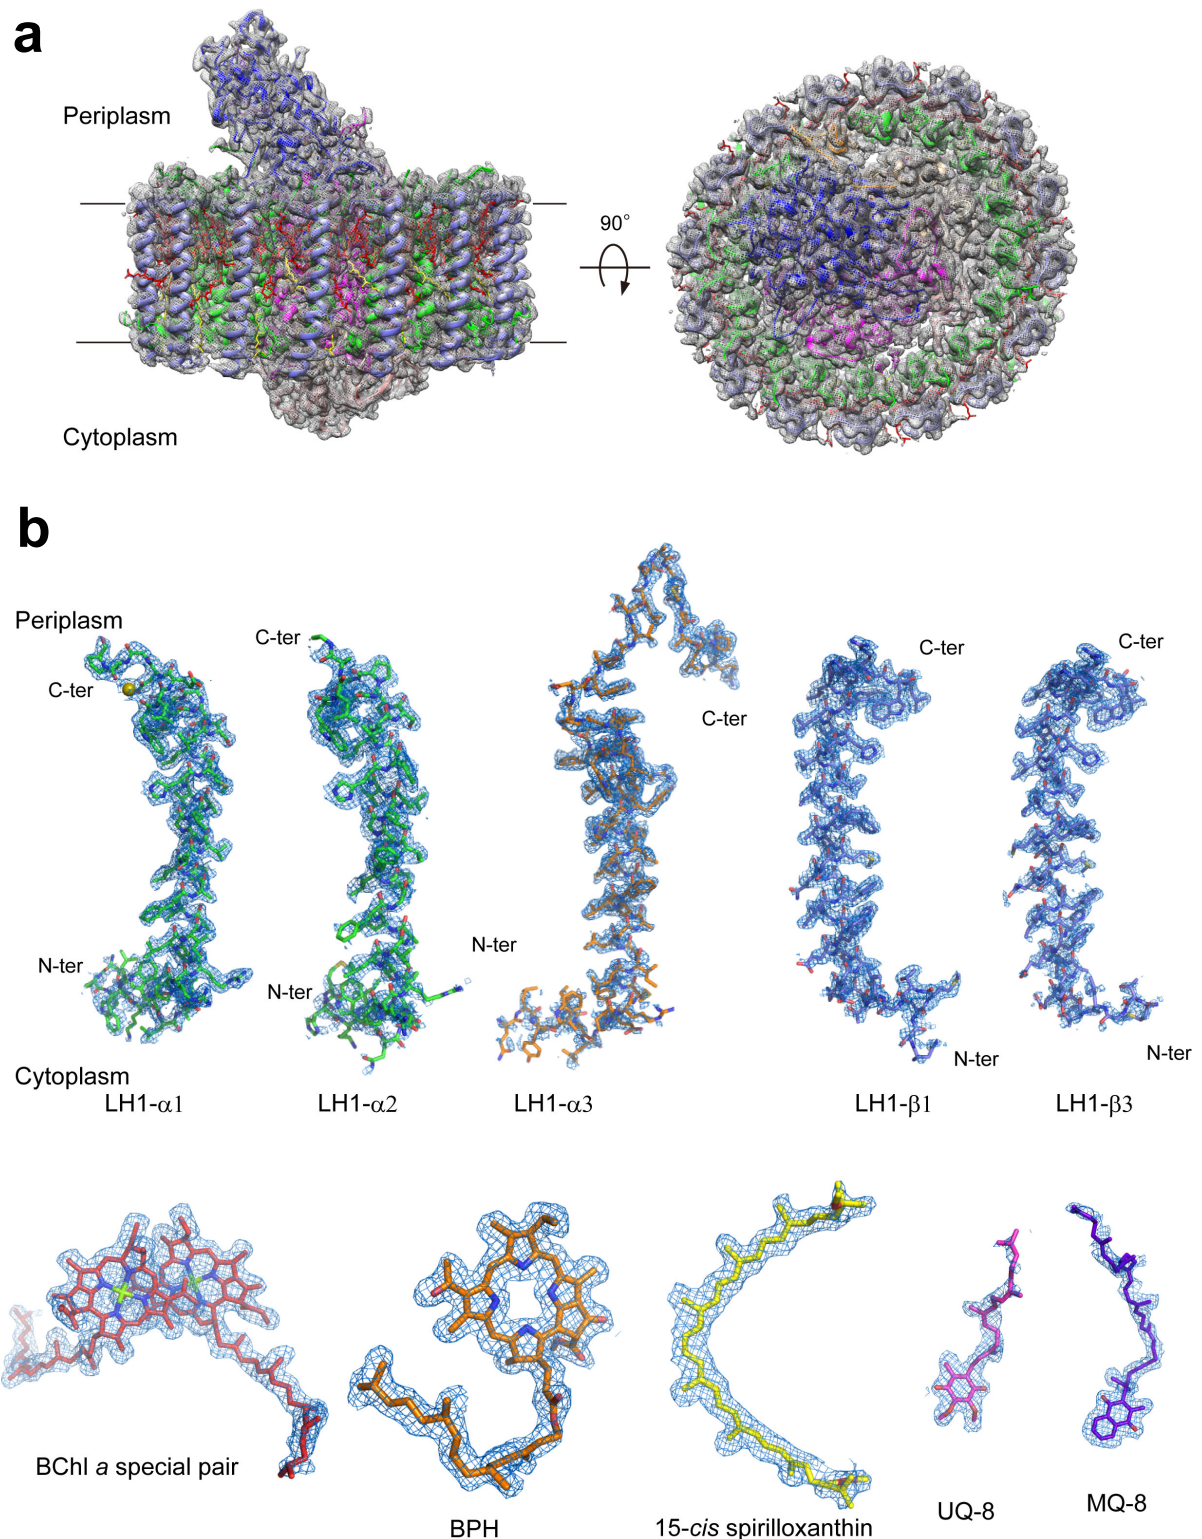 a
Periplasm
90°
Cytoplasm
b
Periplasm
C-ter
C-ter
C-ter
C-ter
C-ter
N-ter
N-ter
N-ter
N-ter
N-ter
Cytoplasm
LH1-α1
LH1-α2
LH1-α3
LH1-β1
LH1-β3
BChl a special pair
BPH
15-cis spirilloxanthin
UQ-8
MQ-8